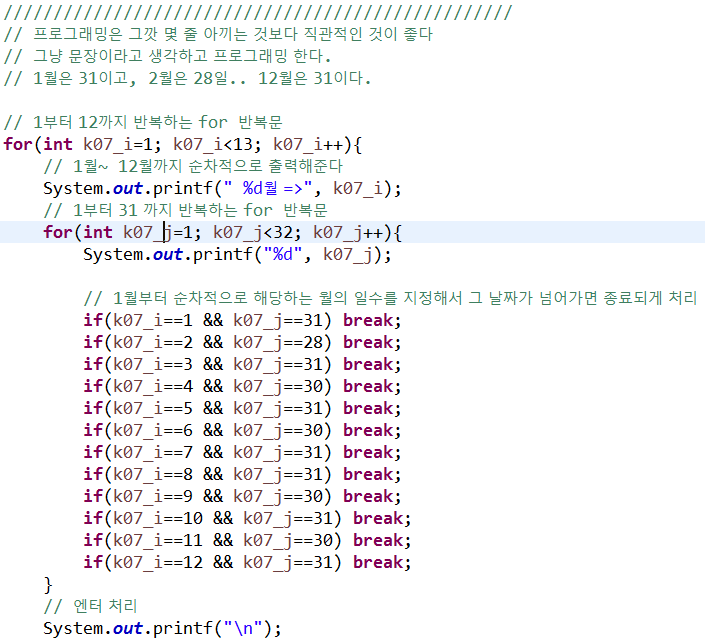 ///////////////////////////////////////////////////
// 프로그래밍은 그깟 몇 줄 아끼는 것보다 직관적인 것이 좋다
// 그냥 문장이라고 생각하고 프로그래밍 한다.
// 1월은 31이고, 2월은 28일.. 12월은 31이다.

// 1부터 12까지 반복하는 for 반복문
for(int k07_i=1; k07_i<13; k07_i++){
    // 1월~ 12월까지 순차적으로 출력해준다
    System.out.printf(" %d월 =>", k07_i);
    // 1부터 31 까지 반복하는 for 반복문
    for(int k07_j=1; k07_j<32; k07_j++){
        System.out.printf("%d", k07_j);

        // 1월부터 순차적으로 해당하는 월의 일수를 지정해서 그 날짜가 넘어가면 종료되게 처리
        if(k07_i==1 && k07_j==31) break;
        if(k07_i==2 && k07_j==28) break;
        if(k07_i==3 && k07_j==31) break;
        if(k07_i==4 && k07_j==30) break;
        if(k07_i==5 && k07_j==31) break;
        if(k07_i==6 && k07_j==30) break;
        if(k07_i==7 && k07_j==31) break;
        if(k07_i==8 && k07_j==31) break;
        if(k07_i==9 && k07_j==30) break;
        if(k07_i==10 && k07_j==31) break;
        if(k07_i==11 && k07_j==30) break;
        if(k07_i==12 && k07_j==31) break;
    }
    // 엔터 처리
    System.out.printf("\n");